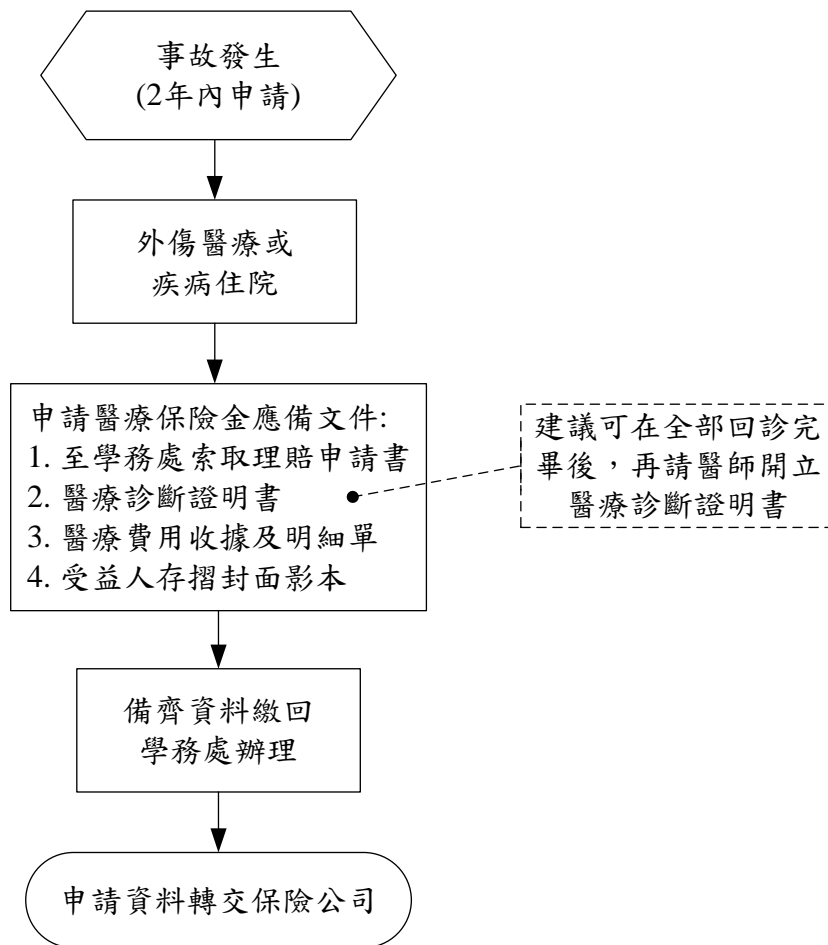 事故發生
(2年內申請)
外傷醫療或
疾病住院
申請醫療保險金應備文件:
1. 至學務處索取理賠申請書
2. 醫療診斷證明書
3. 醫療費用收據及明細單
4. 受益人存摺封面影本
建議可在全部回診完
畢後，再請醫師開立
醫療診斷證明書
備齊資料繳回
學務處辦理
申請資料轉交保險公司